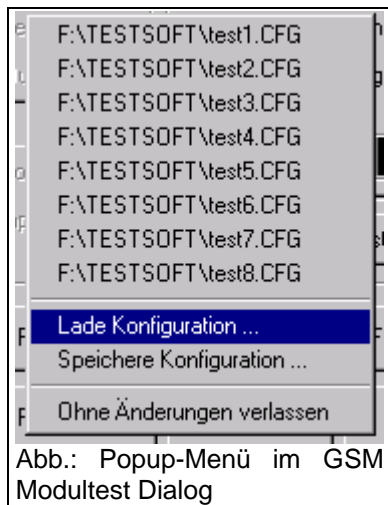 F:\TESTSOFT\test1.CFG
F:\TESTSOFT\test2.CFG
F:\TESTSOFT\test3.CFG
F:\TESTSOFT\test4.CFG
F:\TESTSOFT\test5.CFG
F:\TESTSOFT\test6.CFG
F:\TESTSOFT\test7.CFG
F:\TESTSOFT\test8.CFG
Lade Konfiguration ...
Speichere Konfiguration ...
Ohne Änderungen verlassen
Abb.: Popup-Menü im GSM
Modultest Dialog